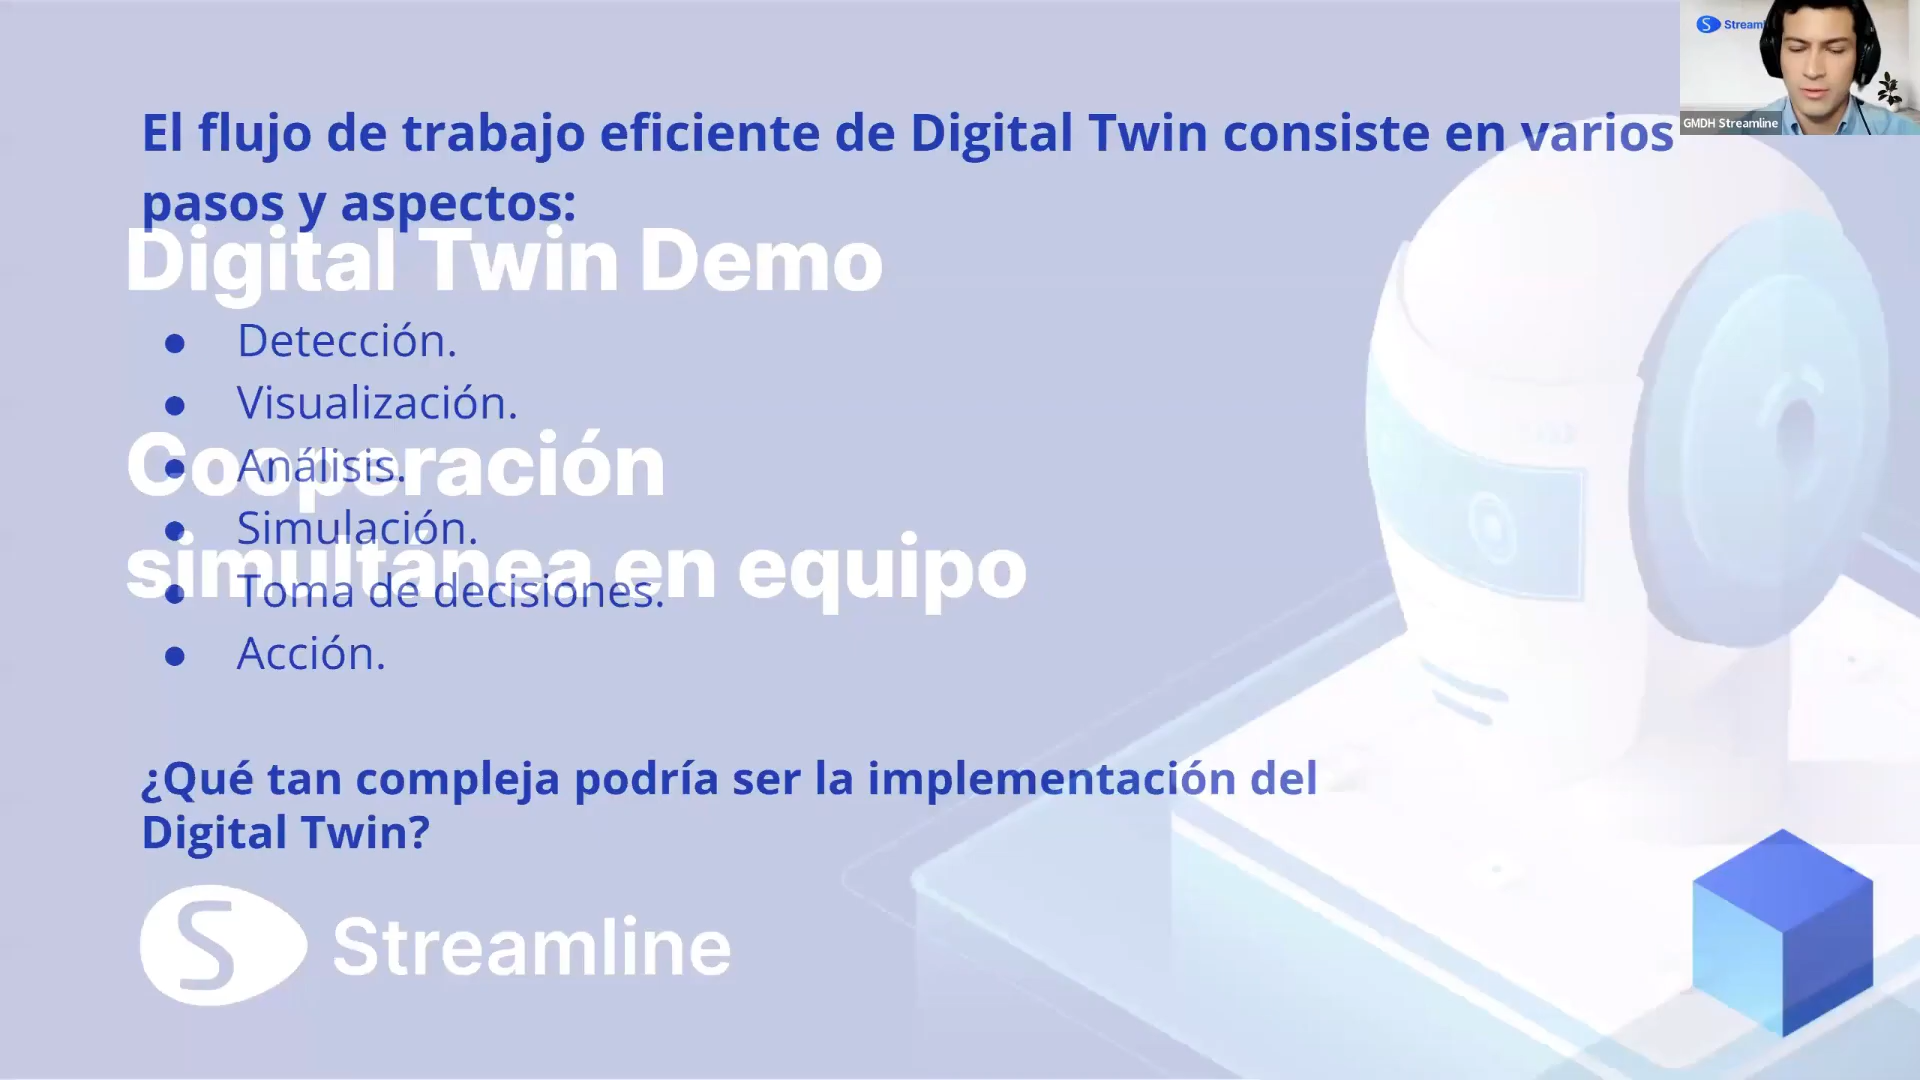 Stream
GMDH Streamline
El flujo de trabajo eficiente de Digital Twin consiste en varios
pasos y aspectos:
Digital Twin Demo
● Detección.
● Visualización.
● Análisis.
Cooperación
● Simulación.
simultánea en equipo
● Toma de decisiones.
● Acción.
¿Qué tan compleja podría ser la implementación del
Digital Twin?
Streamline